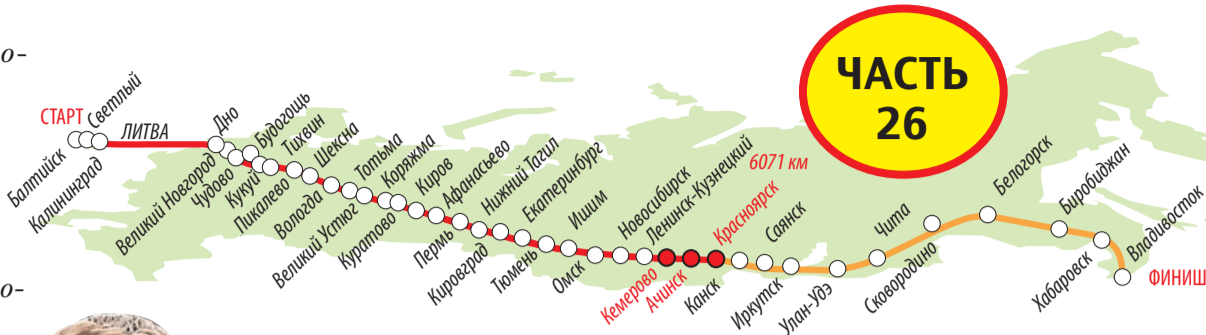 о-
о-
ЧАСТЬ
26
СТАРТ
Балтийск
Светлый
Калининград
ЛИТВА
Дно
Великий Новгород
Чудово
Будогощь
Кукуй
Тихвин
Пикалево
Шексна
Вологда
Тотьма
Великий Устюг
Коряжма
Куратово
Киров
Афанасьево
Пермь
Нижний Тагил
Кировград
Екатеринбург
Тюмень
Ишим
Омск
Новосибирск
Ленинск-Кузнецкий
Кемерово
Ачинск
6071 км
Красноярск
Канск
Саянск
Иркутск
Улан-Удэ
Чита
Сковородино
Белогорск
Биробиджан
Хабаровск
Владивосток
ФИНИШ